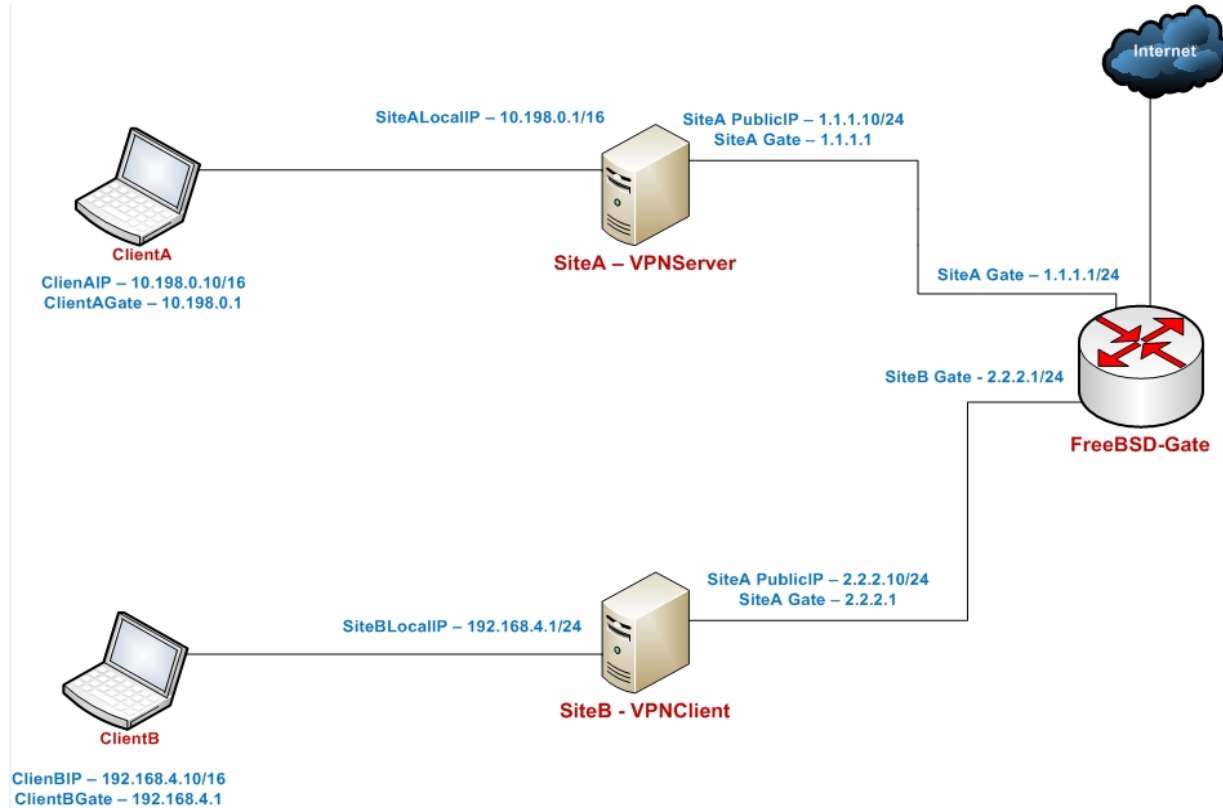 Internet
SiteALocalIP – 10.198.0.1/16
SiteA PublicIP – 1.1.1.10/24
SiteA Gate – 1.1.1.1
ClientA
ClienAIP – 10.198.0.10/16
ClientAGate – 10.198.0.1
SiteA – VPNServer
SiteA Gate – 1.1.1.1/24
SiteB Gate - 2.2.2.1/24
FreeBSD-Gate
SiteBLocalIP – 192.168.4.1/24
SiteA PublicIP – 2.2.2.10/24
SiteA Gate – 2.2.2.1
SiteB - VPNClient
ClientB
ClienBIP – 192.168.4.10/16
ClientBGate – 192.168.4.1